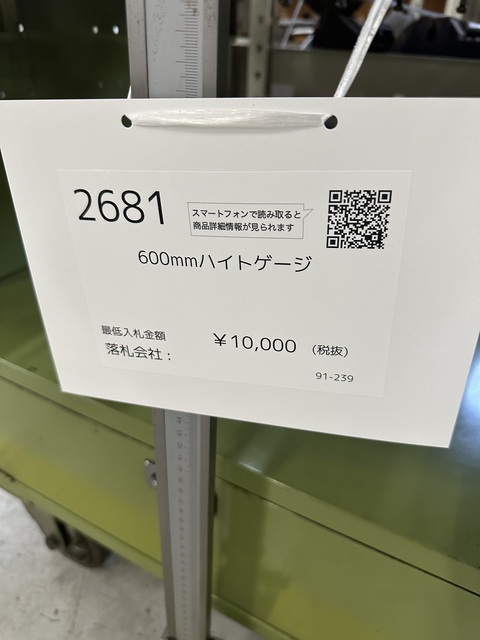 2681
スマートフォンで読み取ると
商品詳細情報が見られます
600mmハイトゲージ
最低入札金額 ￥10,000 (税抜)
落札会社：
91-239